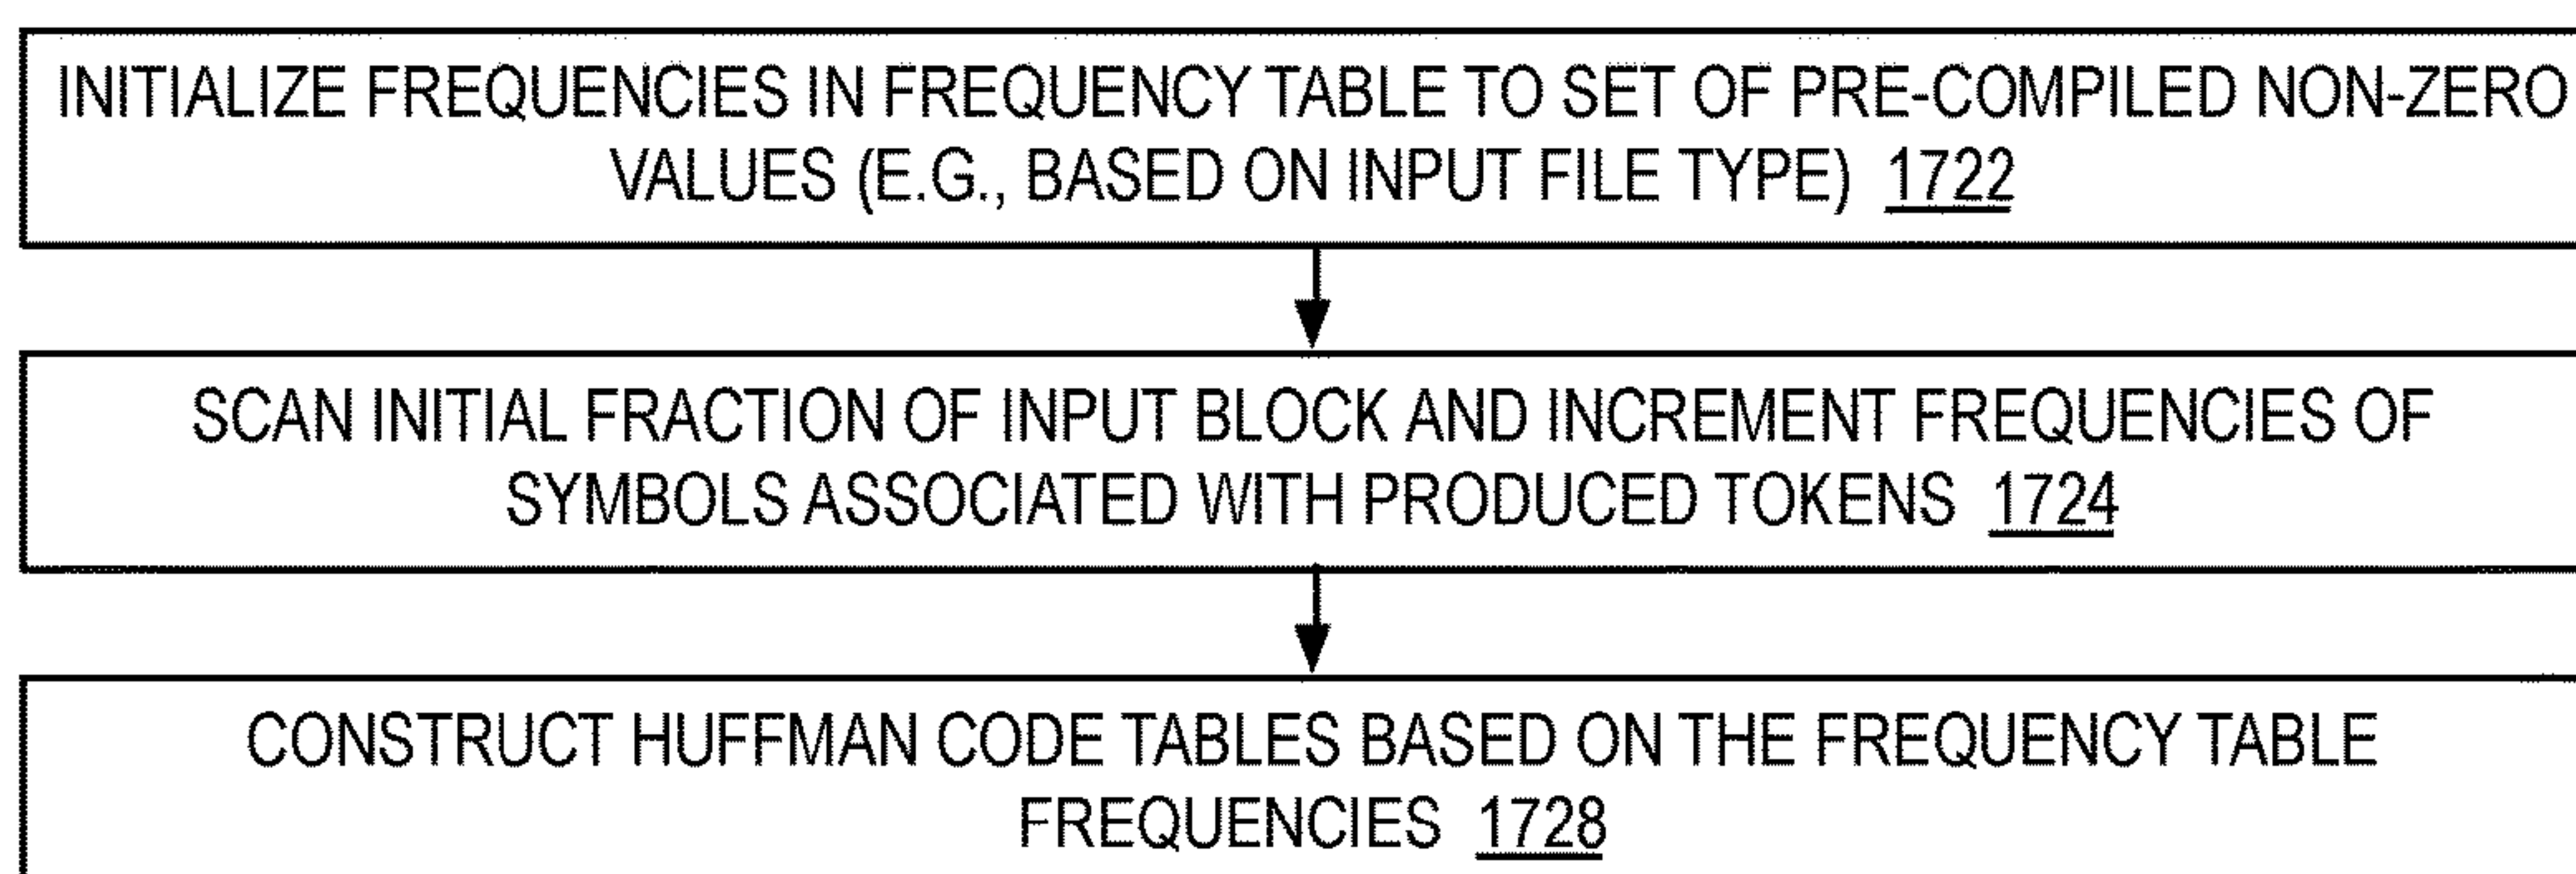 INITIALIZE FREQUENCIES IN FREQUENCY TABLE TO SET OF PRE-COMPILED NON-ZERO
VALUES (E.G., BASED ON INPUT FILE TYPE) 1722
SCAN INITIAL FRACTION OF INPUT BLOCK AND INCREMENT FREQUENCIES OF
SYMBOLS ASSOCIATED WITH PRODUCED TOKENS 1724
CONSTRUCT HUFFMAN CODE TABLES BASED ON THE FREQUENCY TABLE
FREQUENCIES 1728